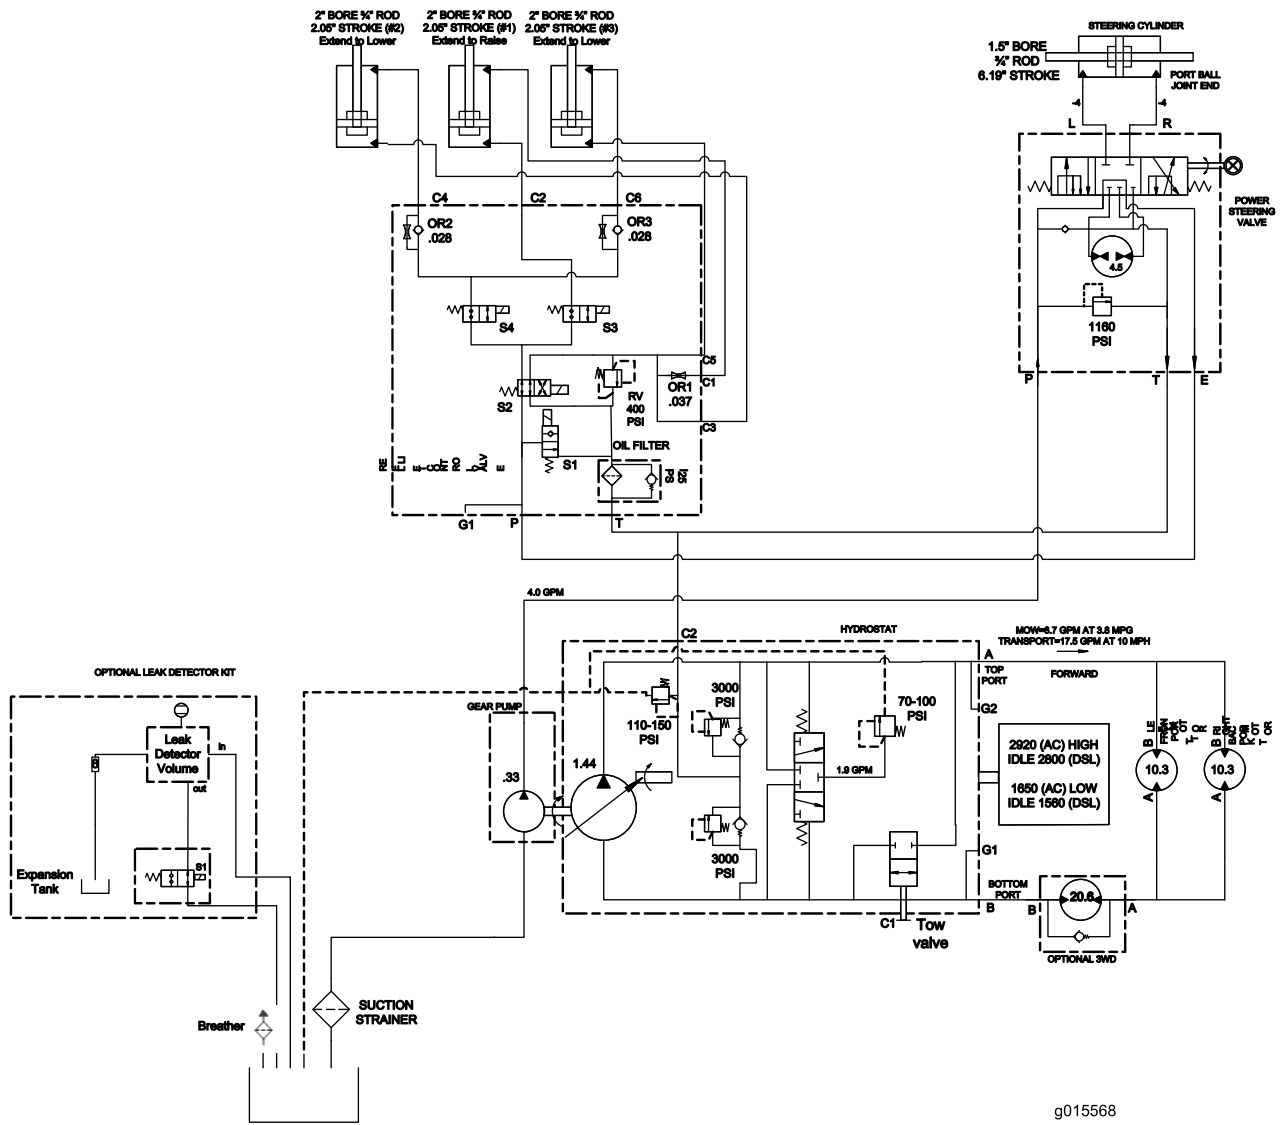 2" BORE ¾" ROD
2.05" STROKE (#2)
Extend to Lower
2" BORE ¾" ROD
2.05" STROKE (#1)
Extend to Raise
2" BORE ¾" ROD
2.05" STROKE (#3)
Extend to Lower
STEERING CYLINDER
1.5" BORE
¾" ROD
6.19" STROKE
PORT BALL
JOINT END
-4
-4
L
R
POWER
STEERING
VALVE
4.5
1160
PSI
P
T
E
C4
C2
C6
OR2
.028
OR3
.028
S4
S3
C5
C1
OR1
.037
S2
RV
400
PSI
C3
OIL FILTER
S1
G1
P
T
4.0 GPM
C2
HYDROSTAT
MOW=6.7 GPM AT 3.8 MPG
TRANSPORT=17.5 GPM AT 10 MPH
A
TOP
PORT
FORWARD
OPTIONAL LEAK DETECTOR KIT
GEAR PUMP
110-150
PSI
3000
PSI
70-100
PSI
G2
Leak
Detector
Volume
in
out
.33
1.44
1.9 GPM
2920 (AC) HIGH
IDLE 2800 (DSL)
1650 (AC) LOW
IDLE 1560 (DSL)
B
10.3
A
B
10.3
A
3000
PSI
G1
Expansion
Tank
S1
BOTTOM
PORT
B
B
20.6
A
C1
Tow
valve
OPTIONAL 3WD
SUCTION
STRAINER
Breather
g015568